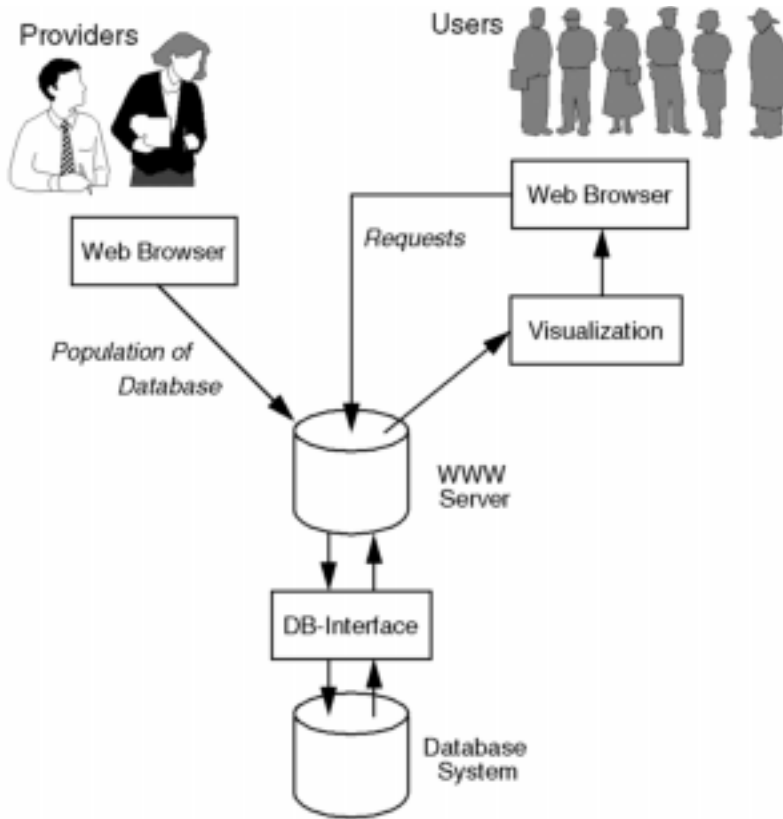 Providers
Users
Web Browser
Web Browser
Requests
Visualization
Population of
Database
WWW
Server
DB-Interface
Database
System